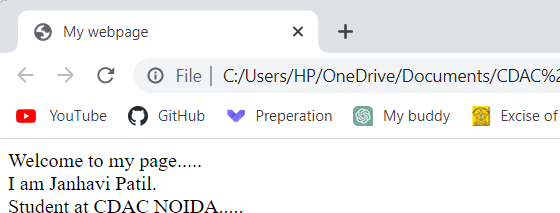 My webpage
File | C:/Users/HP/OneDrive/Documents/CDAC%2
YouTube GitHub Preperation My buddy Excise of
Welcome to my page.....
I am Janhavi Patil.
Student at CDAC NOIDA.....